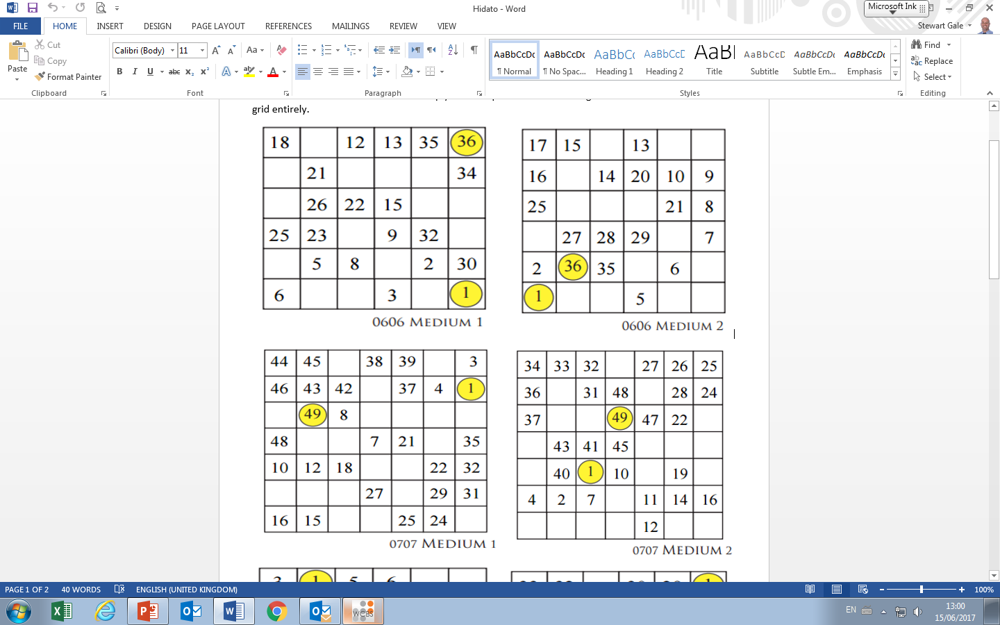 Hidato - Word
Microsoft Ink
FILE HOME INSERT DESIGN PAGE LAYOUT REFERENCES MAILINGS REVIEW VIEW
Stewart Gale
Paste
Cut
Copy
Format Painter
Clipboard
Calibri (Body) 11
Font
Paragraph
AaBbCcDc AaBbCcDc AaBbCc AaBbCcD AaBl AaBbCcD AaBbCcDc AaBbCcDc
¶ Normal ¶ No Spac... Heading 1 Heading 2 Title Subtitle Subtle Em... Emphasis
Styles
Find
Replace
Select
Editing
grid entirely.
18 12 13 35 36
21 34
26 22 15
25 23 9 32
5 8 2 30
6 3 1
0606 MEDIUM 1
17 15 13
16 14 20 10 9
25 21 8
27 28 29 7
2 36 35 6
1 5
0606 MEDIUM 2
44 45 38 39 3
46 43 42 37 4 1
49 8
48 7 21 35
10 12 18 22 32
27 29 31
16 15 25 24
0707 MEDIUM 1
34 33 32 27 26 25
36 31 48 28 24
37 49 47 22
43 41 45
40 1 10 19
4 2 7 11 14 16
12
0707 MEDIUM 2
3 1 5 6
PAGE 1 OF 2 40 WORDS ENGLISH (UNITED KINGDOM)
100%
WCBS
EN
13:00
15/06/2017